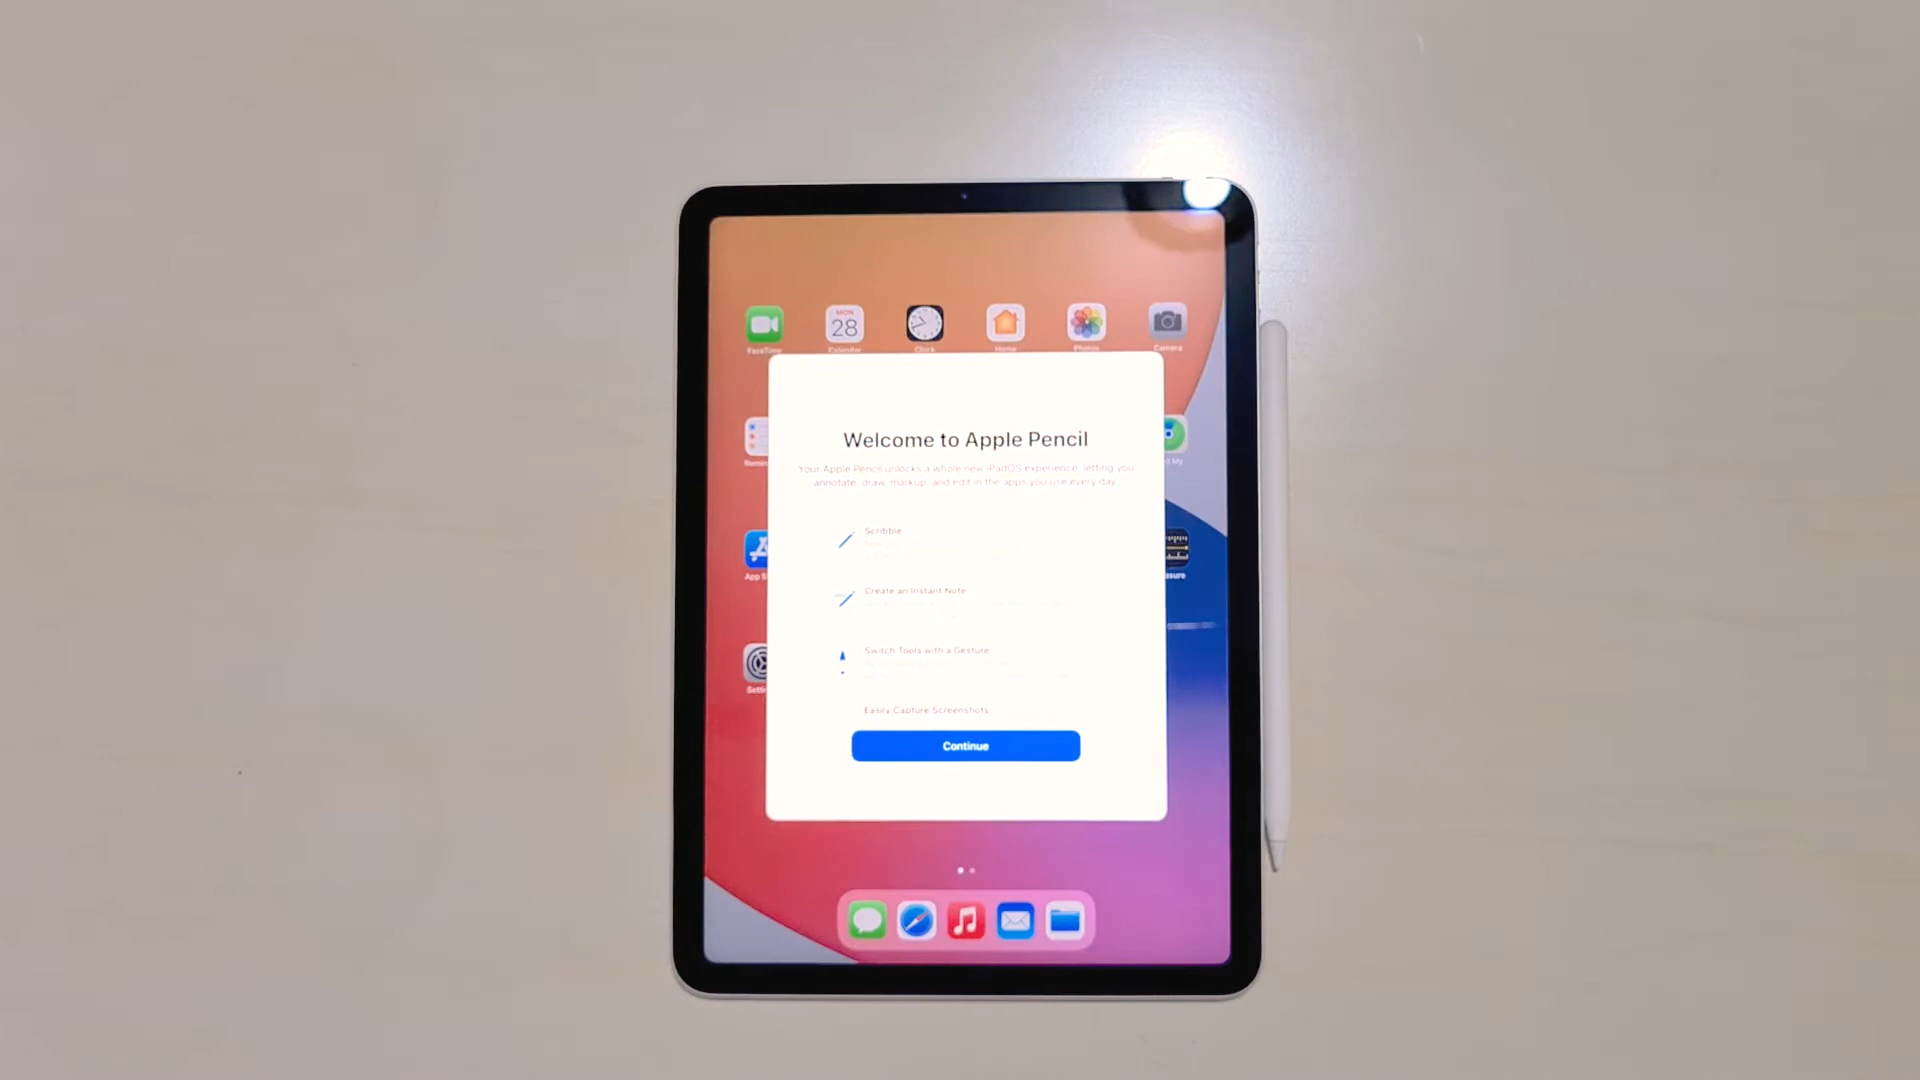 MON
28
FaceTime
Calendar
Clock
Home
Photos
Camera
Welcome to Apple Pencil
Your Apple Pencil unlocks a whole new iPadOS experience, letting you
annotate, draw, markup, and edit in the apps you use every day.
Scribble
Create an Instant Note
Switch Tools with a Gesture
Easily Capture Screenshots
Continue